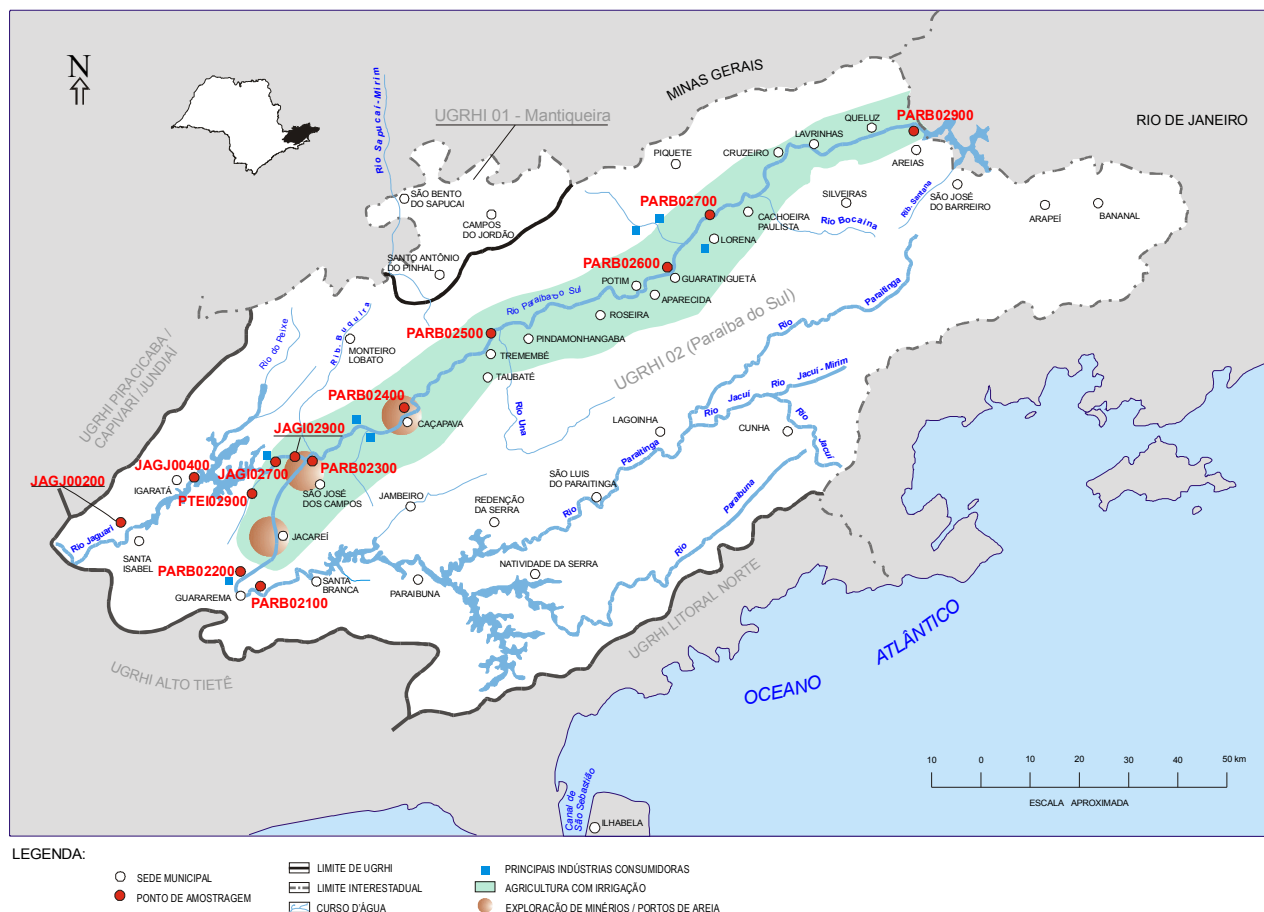 N
MINAS GERAIS
RIO DE JANEIRO
UGRHI 01 - Mantiqueira
Rio Sapucaí-Mirim
QUELUZ
PARB02900
LAVRINHAS
CRUZEIRO
PIQUETE
AREIAS
SÃO BENTO
DO SAPUCAI
CAMPOS
DO JORDÃO
PARB02700
SILVEIRAS
Rib. Santana
SÃO JOSÉ
DO BARREIRO
ARAPEÍ
BANANAL
CACHOEIRA
PAULISTA
Rio Bocaina
LORENA
SANTO ANTÔNIO
DO PINHAL
PARB02600
GUARATINGUETÁ
POTIM
APARECIDA
Rio Paraíba do Sul
ROSEIRA
UGRHI 02 (Paraíba do Sul)
Rio
Paraitinga
UGRHI PIRACICABA /
CAPIVARÍ /JUNDIAÍ
Rio do Peixe
Rib. Buquira
MONTEIRO
LOBATO
PARB02500
PINDAMONHANGABA
TREMEMBÉ
TAUBATÉ
PARB02400
CAÇAPAVA
Rio Una
LAGOINHA
Rio
Jacuí
Rio
Jacuí - Mirim
CUNHA
Rio
Jacuí
JAGI02900
JAGJ00400
JAGI02700
PARB02300
JAGJ00200
IGARATÁ
PTEI02900
SÃO JOSÉ
DOS CAMPOS
JAMBEIRO
REDENÇÃO
DA SERRA
SÃO LUIS
DO PARAITINGA
Rio
Paraitinga
Rio
Paraibuna
Rio Jaguari
SANTA
ISABEL
JACAREÍ
PARB02200
GUARAREMA
PARB02100
SANTA
BRANCA
PARAIBUNA
NATIVIDADE DA SERRA
UGRHI LITORAL NORTE
UGRHI ALTO TIETÊ
OCEANO
ATLÂNTICO
Canal de
São Sebastião
ILHABELA
10 0 10 20 30 40 50 km
ESCALA APROXIMADA
LEGENDA:
SEDE MUNICIPAL
PONTO DE AMOSTRAGEM
LIMITE DE UGRHI
LIMITE INTERESTADUAL
CURSO D'ÁGUA
PRINCIPAIS INDÚSTRIAS CONSUMIDORAS
AGRICULTURA COM IRRIGAÇÃO
EXPLORAÇÃO DE MINÉRIOS / PORTOS DE AREIA